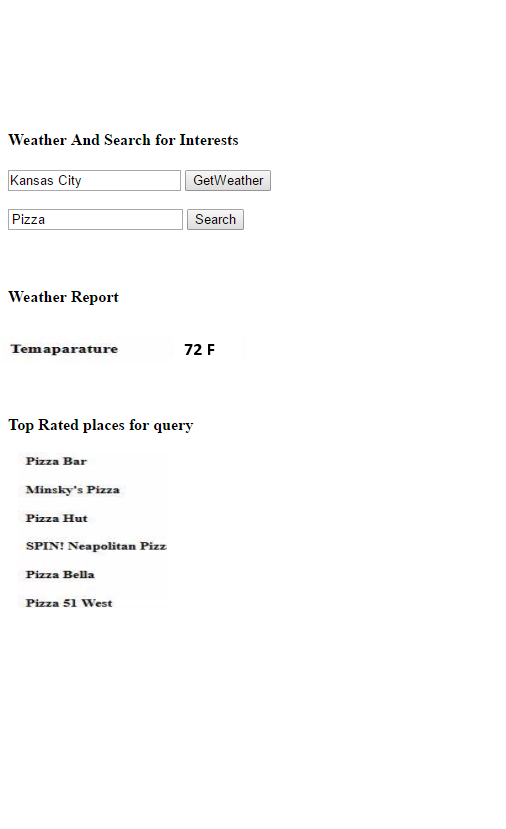 Weather And Search for Interests
Kansas City GetWeather
Pizza Search
Weather Report
Temaparature 72 F
Top Rated places for query
Pizza Bar
Minsky's Pizza
Pizza Hut
SPIN! Neapolitan Pizz
Pizza Bella
Pizza 51 West